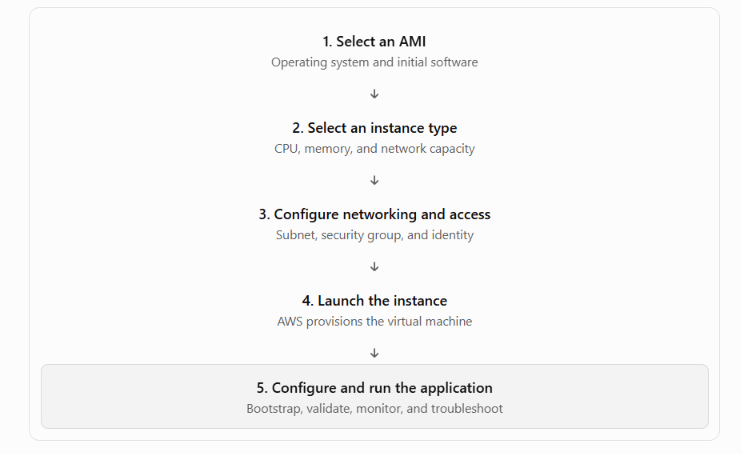 1. Select an AMI
Operating system and initial software
↓
2. Select an instance type
CPU, memory, and network capacity
↓
3. Configure networking and access
Subnet, security group, and identity
↓
4. Launch the instance
AWS provisions the virtual machine
↓
5. Configure and run the application
Bootstrap, validate, monitor, and troubleshoot